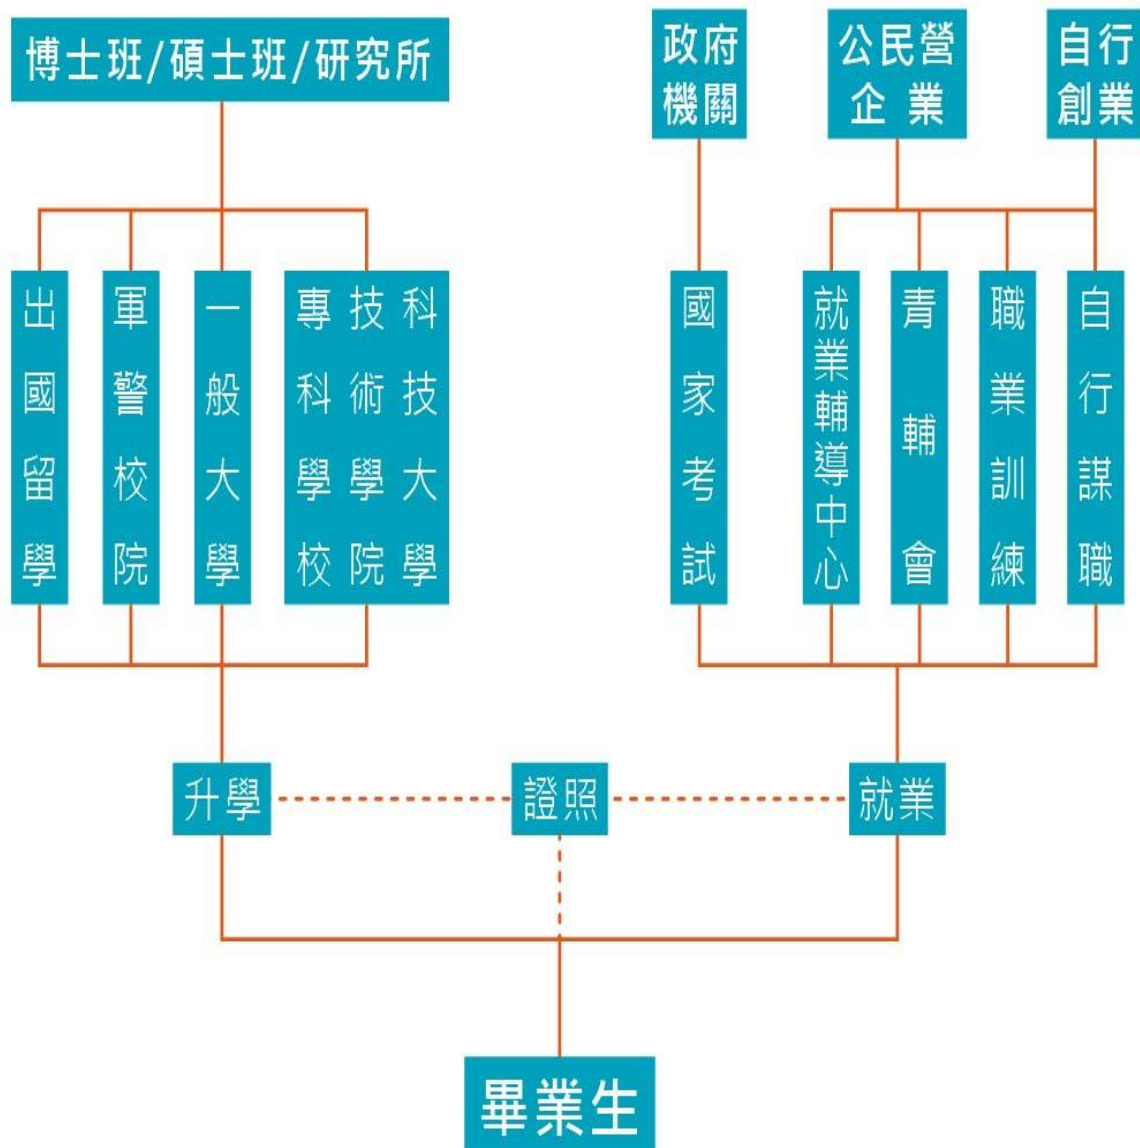 博士班/碩士班/研究所
政府
機關
公民營
企業
自行
創業
出國留學
軍警校院
一般大學
科技大學
技術學院
專科學校
國家考試
就業輔導中心
青輔會
職業訓練
自行謀職
升學
證照
就業
畢業生